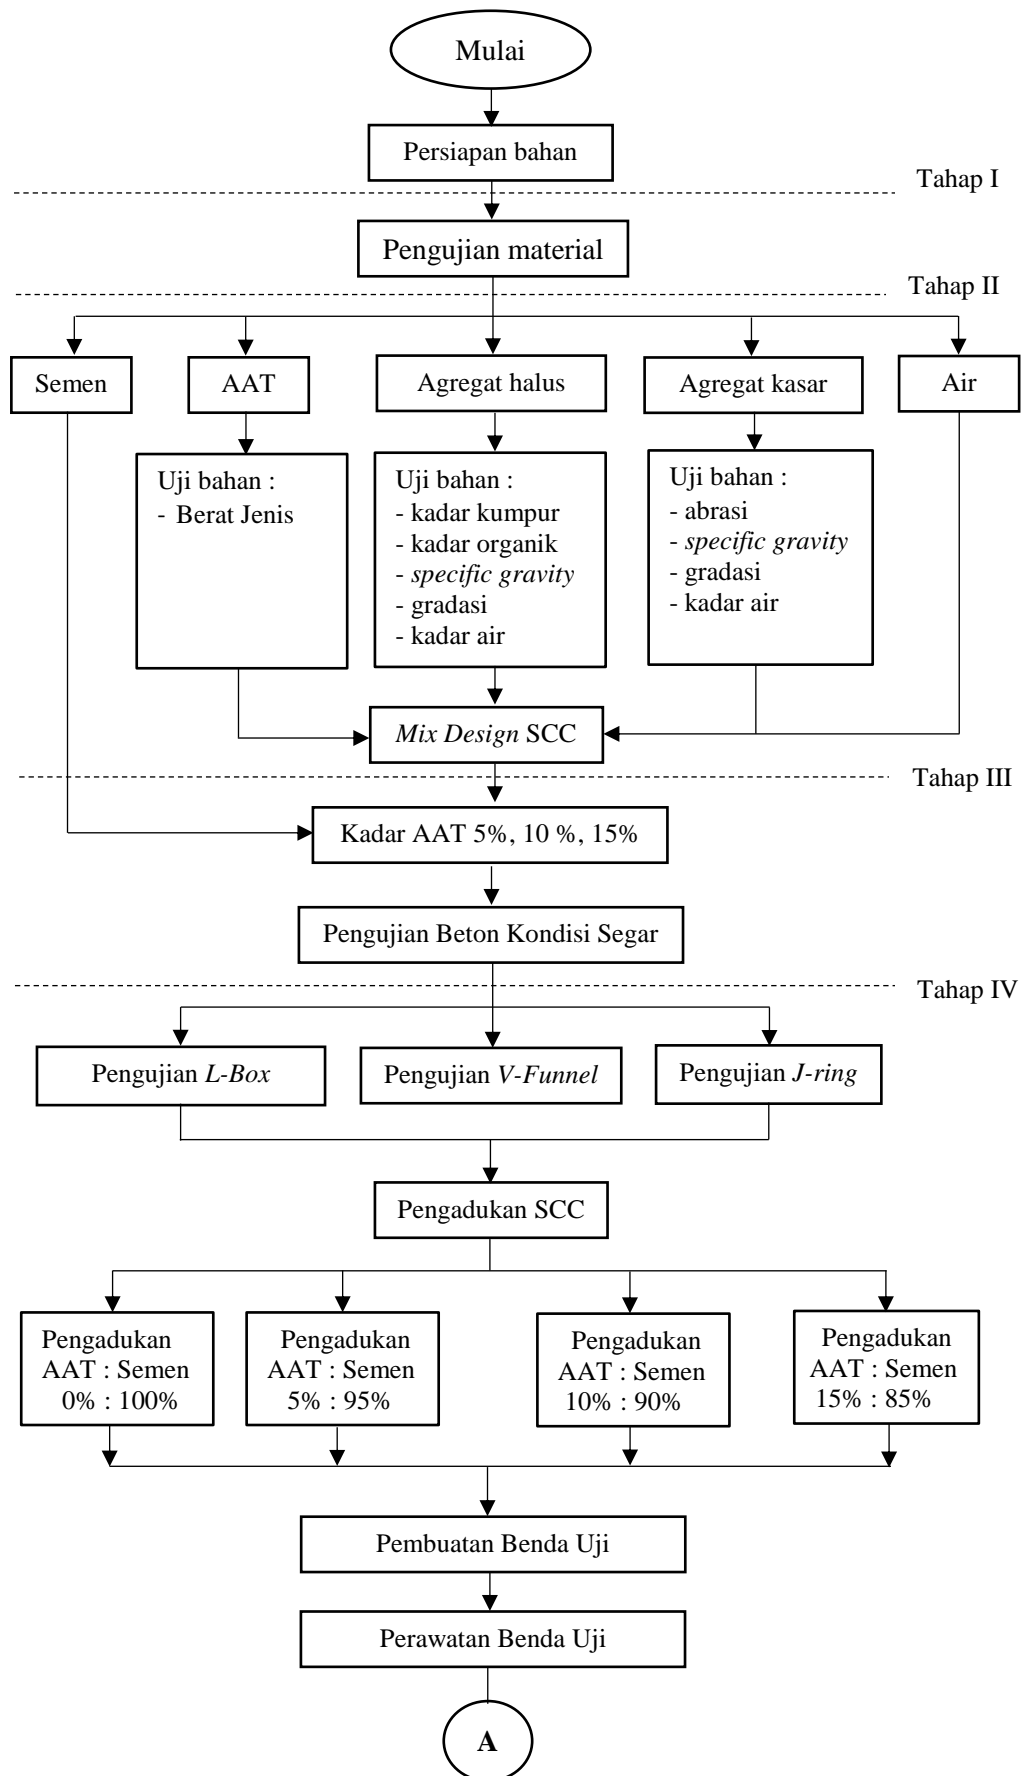 Mulai
Persiapan bahan
Tahap I
Pengujian material
Tahap II
Semen
AAT
Agregat halus
Agregat kasar
Air
Uji bahan :
- Berat Jenis
Uji bahan :
- kadar kumpur
- kadar organik
- specific gravity
- gradasi
- kadar air
Uji bahan :
- abrasi
- specific gravity
- gradasi
- kadar air
Mix Design SCC
Tahap III
Kadar AAT 5%, 10 %, 15%
Pengujian Beton Kondisi Segar
Tahap IV
Pengujian L-Box
Pengujian V-Funnel
Pengujian J-ring
Pengadukan SCC
Pengadukan
AAT : Semen
0% : 100%
Pengadukan
AAT : Semen
5% : 95%
Pengadukan
AAT : Semen
10% : 90%
Pengadukan
AAT : Semen
15% : 85%
Pembuatan Benda Uji
Perawatan Benda Uji
A